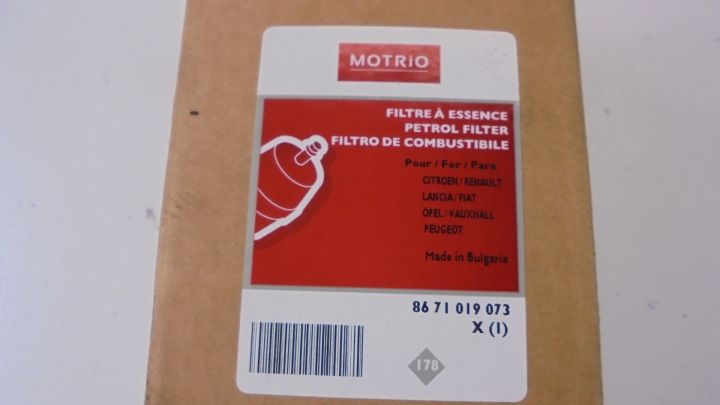 MOTRiO
FILTRE À ESSENCE
PETROL FILTER
FILTRO DE COMBUSTIBILE
Pour / For / Para
CITROEN / RENAULT
LANCIA / FIAT
OPEL / VAUXHALL
PEUGEOT
Made in Bulgaria
86 71 019 073
X (1)
178